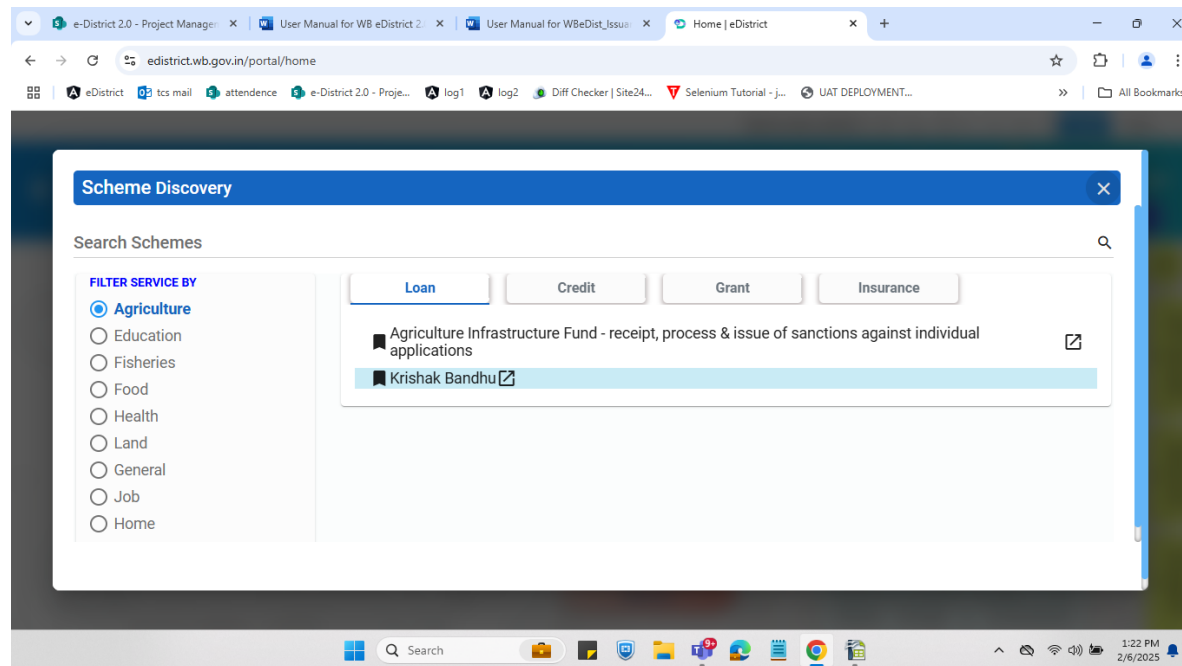 e-District 2.0 - Project Managen
User Manual for WB eDistrict 2.
User Manual for WBeDist_Issuan
Home | eDistrict
edistrict.wb.gov.in/portal/home
eDistrict
tcs mail
attendence
e-District 2.0 - Proje...
log1
log2
Diff Checker | Site24...
Selenium Tutorial - j...
UAT DEPLOYMENT...
All Bookmarks
Scheme Discovery
Search Schemes
FILTER SERVICE BY
Agriculture
Education
Fisheries
Food
Health
Land
General
Job
Home
Loan Credit Grant Insurance
Agriculture Infrastructure Fund - receipt, process & issue of sanctions against individual
applications
Krishak Bandhu
Search
1:22 PM
2/6/2025